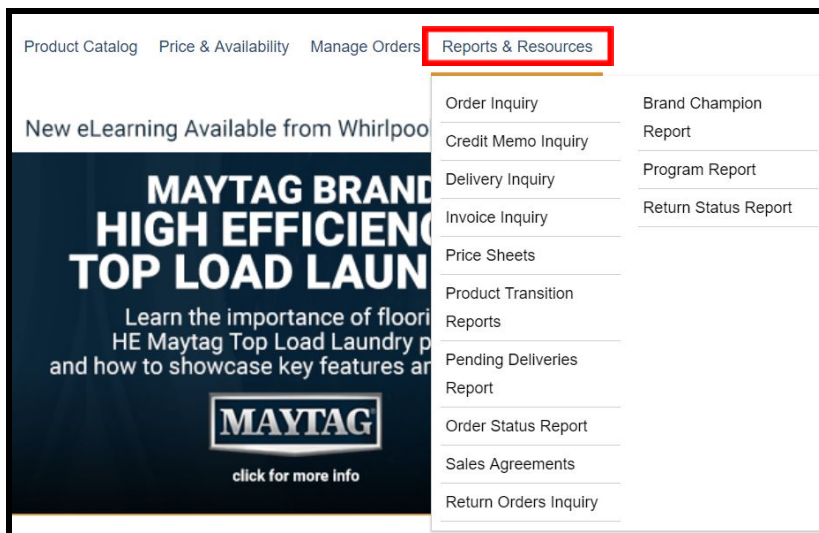 Product Catalog Price & Availability Manage Orders Reports & Resources
New eLearning Available from Whirlpoo
MAYTAG BRAND
HIGH EFFICIEN
TOP LOAD LAUN
Learn the importance of floori
HE Maytag Top Load Laundry p
and how to showcase key features ar
MAYTAG
click for more info
Order Inquiry
Credit Memo Inquiry
Delivery Inquiry
Invoice Inquiry
Price Sheets
Product Transition
Reports
Pending Deliveries
Report
Order Status Report
Sales Agreements
Return Orders Inquiry
Brand Champion
Report
Program Report
Return Status Report